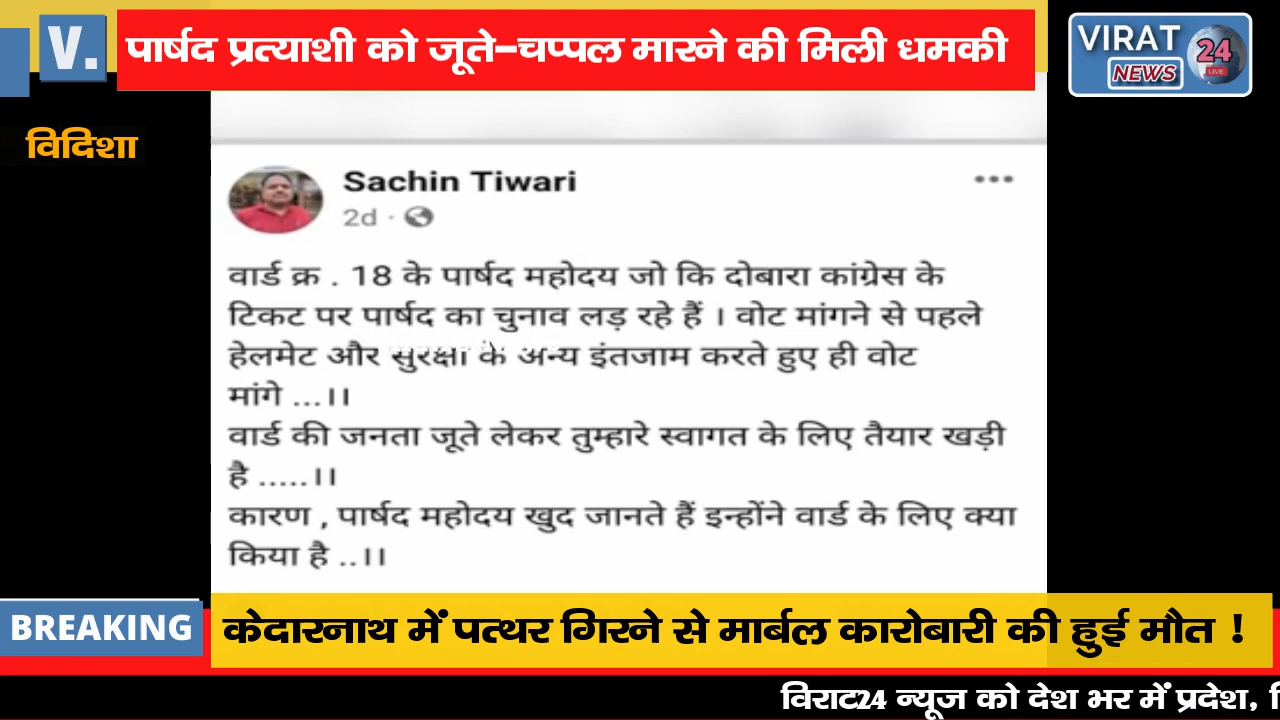 V.
पार्षद प्रत्याशी को जूते-चप्पल मारने की मिली धमकी
VIRAT
24
LIVE
NEWS
विदिशा
Sachin Tiwari
2d ·
वार्ड क्र . 18 के पार्षद महोदय जो कि दोबारा कांग्रेस के
टिकट पर पार्षद का चुनाव लड़ रहे हैं । वोट मांगने से पहले
हेलमेट और सुरक्षा के अन्य इंतजाम करते हुए ही वोट
मांगे ...।।
वार्ड की जनता जूते लेकर तुम्हारे स्वागत के लिए तैयार खड़ी
है .....।।
कारण , पार्षद महोदय खुद जानते हैं इन्होंने वार्ड के लिए क्या
किया है ..।।
BREAKING
केदारनाथ में पत्थर गिरने से मार्बल कारोबारी की हुई मौत !
विराट24 न्यूज को देश भर में प्रदेश,